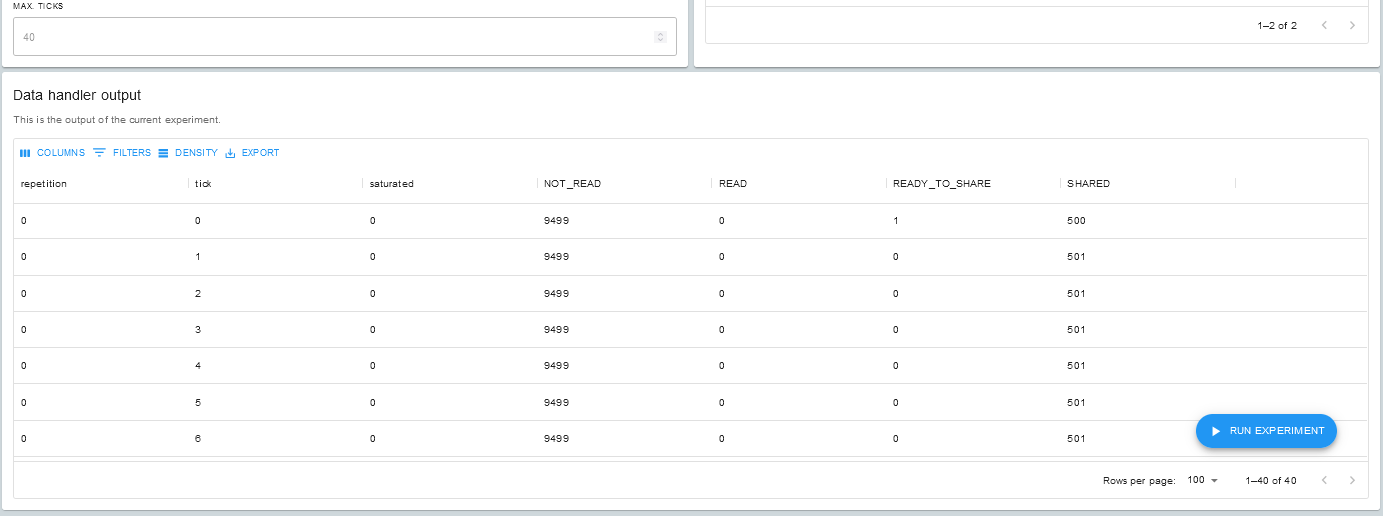 MAX. TICKS
40
1–2 of 2
Data handler output
This is the output of the current experiment.
COLUMNS FILTERS DENSITY EXPORT
repetition tick saturated NOT_READ READ READY_TO_SHARE SHARED
0 0 0 9499 0 1 500
0 1 0 9499 0 0 501
0 2 0 9499 0 0 501
0 3 0 9499 0 0 501
0 4 0 9499 0 0 501
0 5 0 9499 0 0 501
0 6 0 9499 0 0 501
RUN EXPERIMENT
Rows per page: 100 1–40 of 40